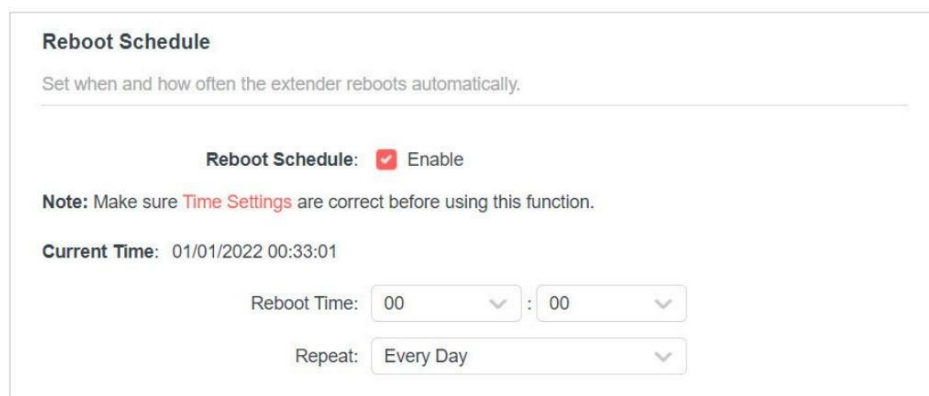 Reboot Schedule
Set when and how often the extender reboots automatically.
Reboot Schedule: Enable
Note: Make sure Time Settings are correct before using this function.
Current Time: 01/01/2022 00:33:01
Reboot Time: 00 : 00
Repeat: Every Day